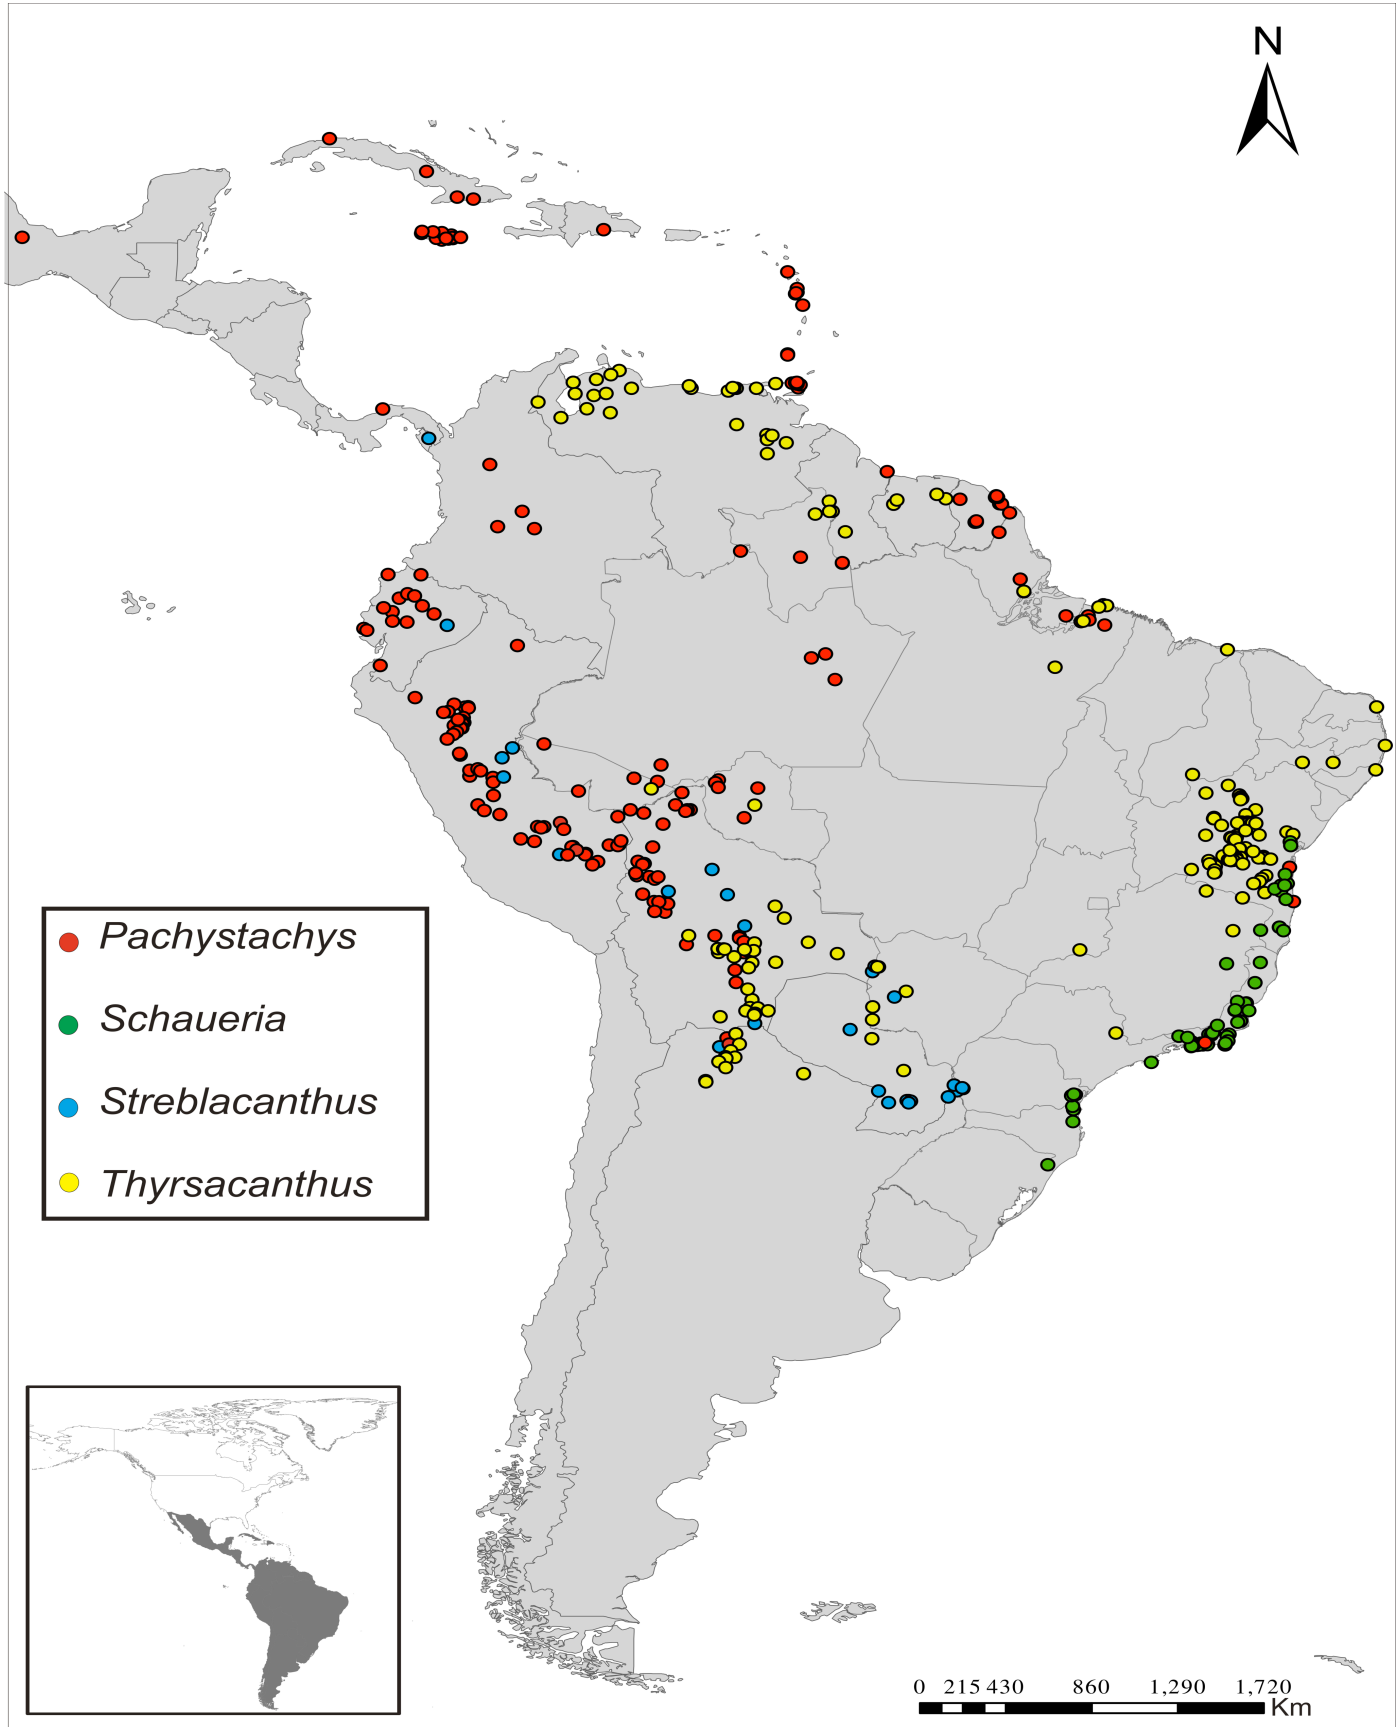 N
Pachystachys
Schaueria
Streblacanthus
Thyrsacanthus
0 215 430 860 1,290 1,720
Km